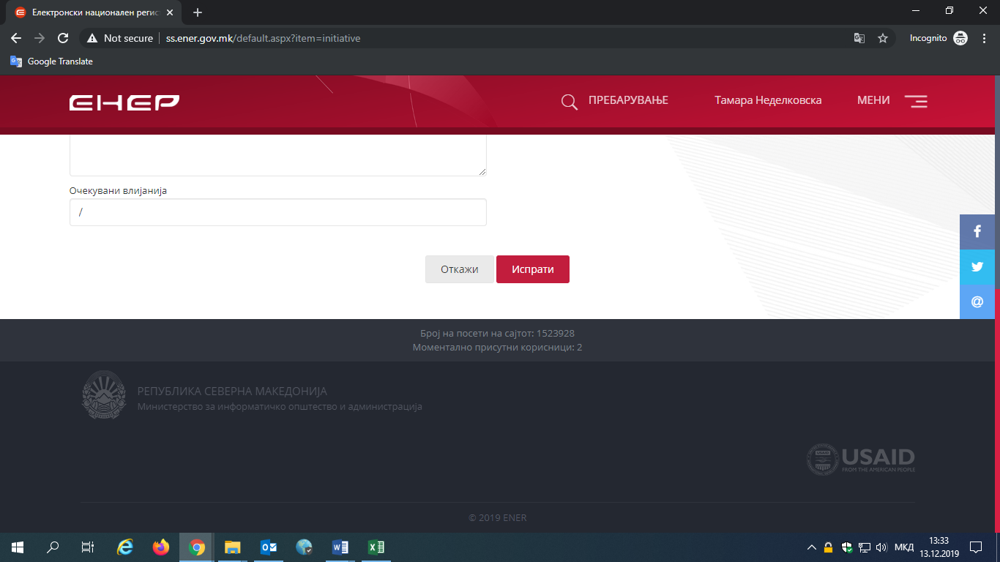 Електронски национален регис
Not secure
ss.ener.gov.mk/default.aspx?item=initiative
Incognito
Google Translate
ЕНЕР
ПРЕБАРУВАЊЕ
Тамара Неделковска
МЕНИ
Очекувани влијанија
/
Откажи
Испрати
Број на посети на сајтот: 1523928
Моментално присутни корисници: 2
РЕПУБЛИКА СЕВЕРНА МАКЕДОНИЈА
Министерство за информатичко општество и администрација
USAID
FROM THE AMERICAN PEOPLE
© 2019 ENER
МКД
13:33
13.12.2019